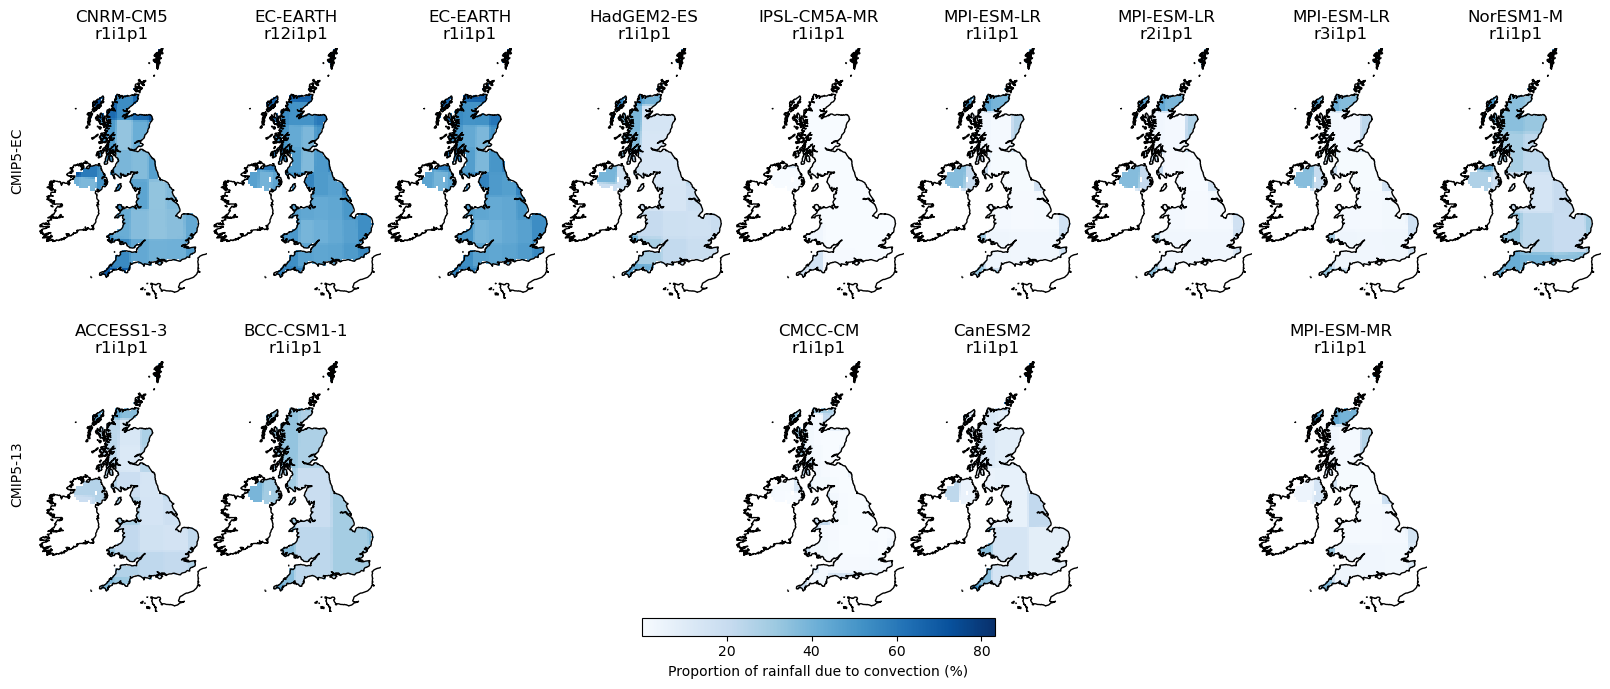 CNRM-CM5
r1i1p1
EC-EARTH
r12i1p1
EC-EARTH
r1i1p1
HadGEM2-ES
r1i1p1
IPSL-CM5A-MR
r1i1p1
MPI-ESM-LR
r1i1p1
MPI-ESM-LR
r2i1p1
MPI-ESM-LR
r3i1p1
NorESM1-M
r1i1p1
CMIP5-EC
ACCESS1-3
r1i1p1
BCC-CSM1-1
r1i1p1
CMCC-CM
r1i1p1
CanESM2
r1i1p1
MPI-ESM-MR
r1i1p1
CMIP5-13
20 40 60 80
Proportion of rainfall due to convection (%)